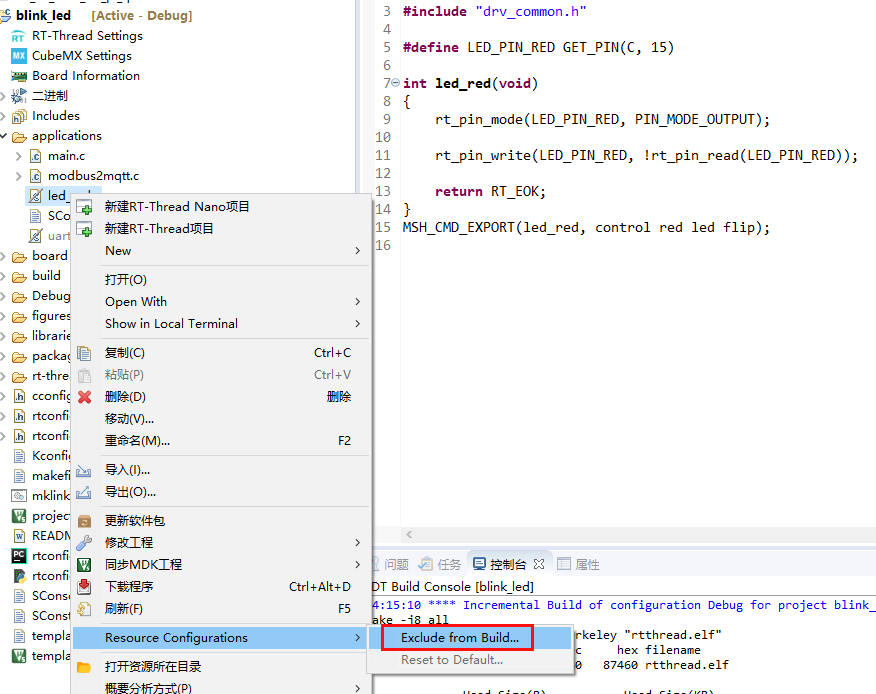 blink_led [Active - Debug]
RT-Thread Settings
CubeMX Settings
Board Information
二进制
Includes
applications
main.c
modbus2mqtt.c
led_
SCo
uart
board
build
Debug
figures
librarie
packag
rt-threa
cconfig
rtconfi
rtconfi
Kconfig
makefi
mklink
project
READM
rtconfi
rtconfi
SConsc
SConst
templa
templa
新建RT-Thread Nano项目
新建RT-Thread项目
New
打开(O)
Open With
Show in Local Terminal
复制(C) Ctrl+C
粘贴(P) Ctrl+V
删除(D) 删除
移动(V)...
重命名(M)... F2
导入(I)...
导出(O)...
更新软件包
修改工程
同步MDK工程
下载程序 Ctrl+Alt+D
刷新(F) F5
Resource Configurations
打开资源所在目录
概要分析方式(P)
Exclude from Build...
Reset to Default...
3 #include "drv_common.h"
4
5 #define LED_PIN_RED GET_PIN(C, 15)
6
7 int led_red(void)
8 {
9 rt_pin_mode(LED_PIN_RED, PIN_MODE_OUTPUT);
10
11 rt_pin_write(LED_PIN_RED, !rt_pin_read(LED_PIN_RED));
12
13 return RT_EOK;
14 }
15 MSH_CMD_EXPORT(led_red, control red led flip);
16
问题 任务 控制台 属性
DT Build Console [blink_led]
4:15:10 **** Incremental Build of configuration Debug for project blink_
ake -j8 all
rkeley "rtthread.elf"
c hex filename
0 87460 rtthread.elf
Used Size(B) Used Size(KB)